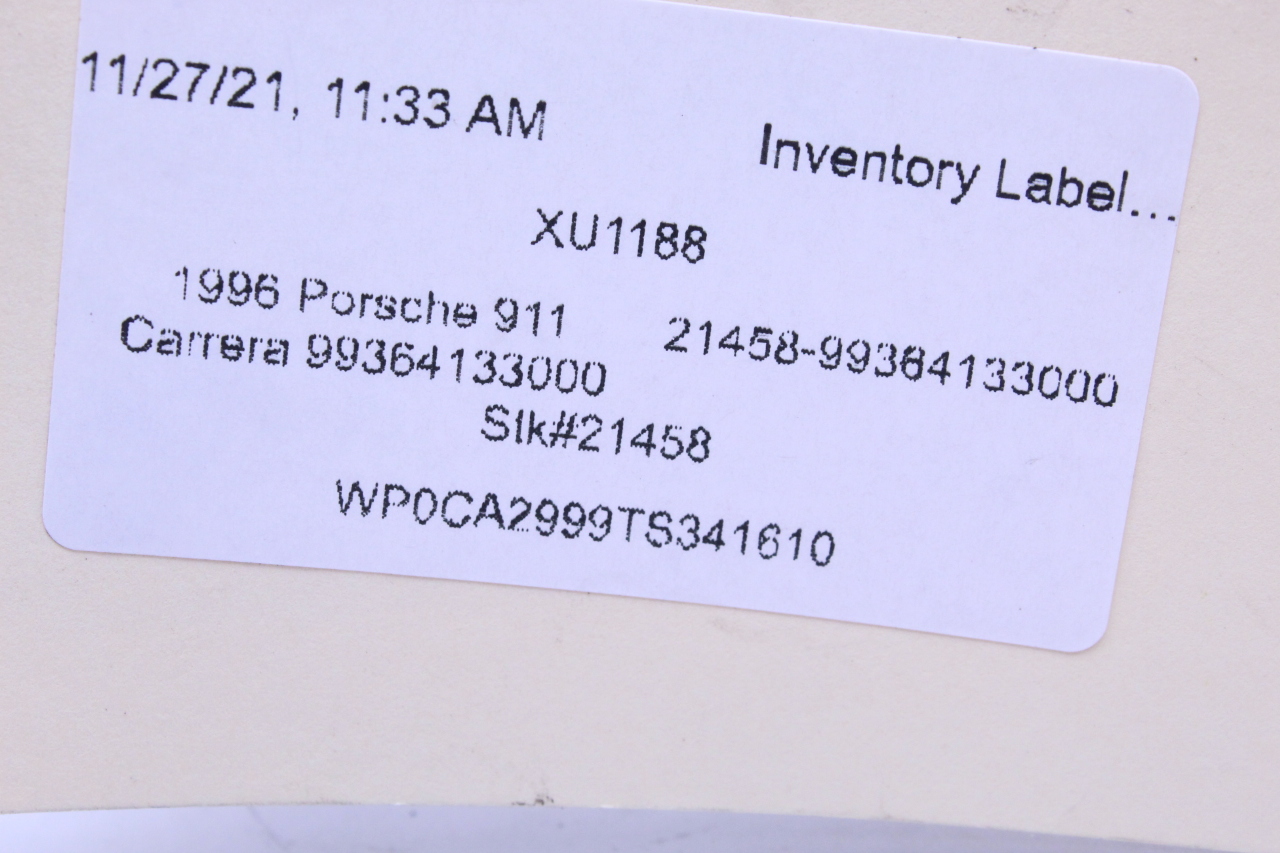 11/27/21, 11:33 AM Inventory Label...
XU1188
1996 Porsche 911
Carrera 99364133000
21458-99364133000
Stk#21458
WP0CA2999TS341610